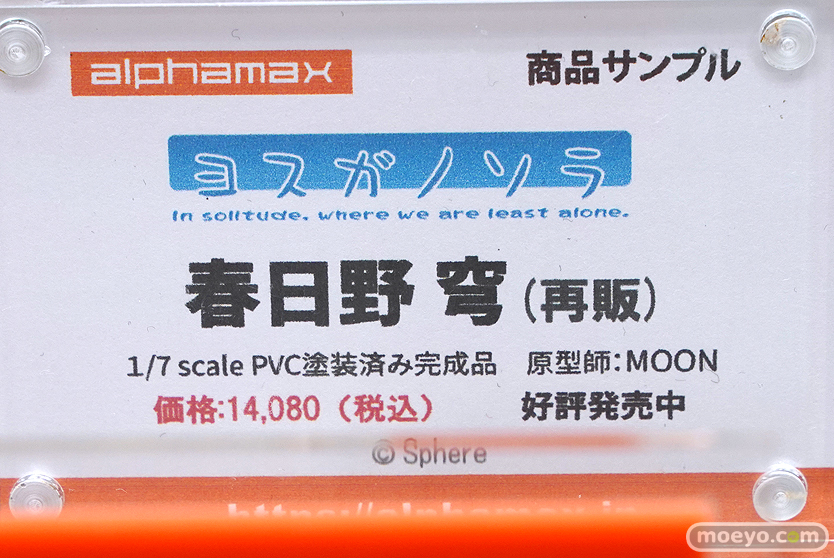 alphamax 商品サンプル
ヨスガノソラ
In solitude, where we are least alone.
春日野 穹(再販)
1/7 scale PVC塗装済み完成品 原型師:MOON
価格:14,080(税込) 好評発売中
© Sphere
https://alphamax.jp
moeyo.com